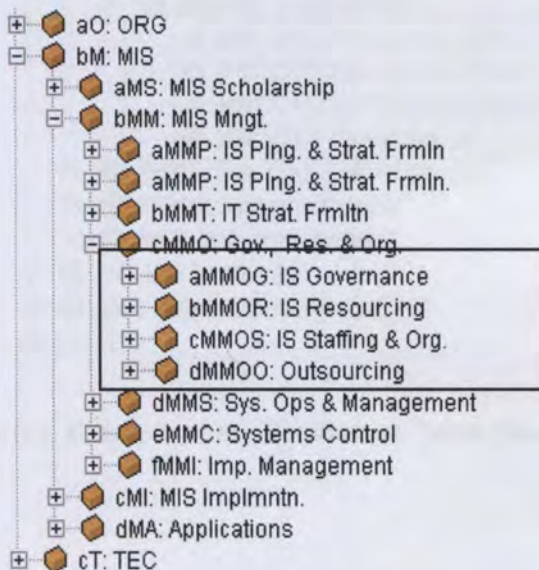 aO: ORG
bM: MIS
aMS: MIS Scholarship
bMM: MIS Mngt.
aMMP: IS Plng. & Strat. Frmln
aMMP: IS Plng. & Strat. Frmln.
bMMT: IT Strat. Frmltn
cMMO: Gov., Res. & Org.
aMMOG: IS Governance
bMMOR: IS Resourcing
cMMOS: IS Staffing & Org.
dMMOO: Outsourcing
dMMS: Sys. Ops & Management
eMMC: Systems Control
fMMI: Imp. Management
cMI: MIS Implmntn.
dMA: Applications
cT: TEC